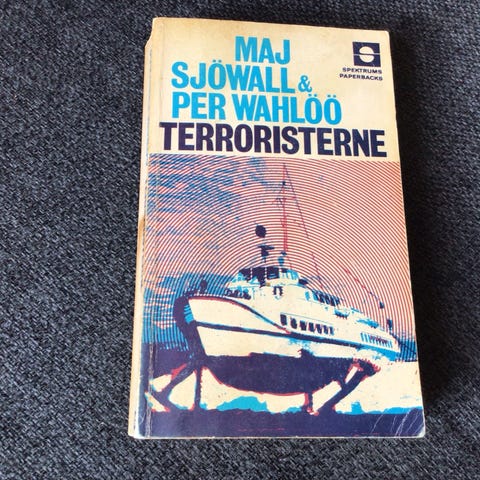 MAJ
SJÖWALL &
PER WAHLÖÖ
TERRORISTERNE
SPEKTRUMS
PAPERBACKS